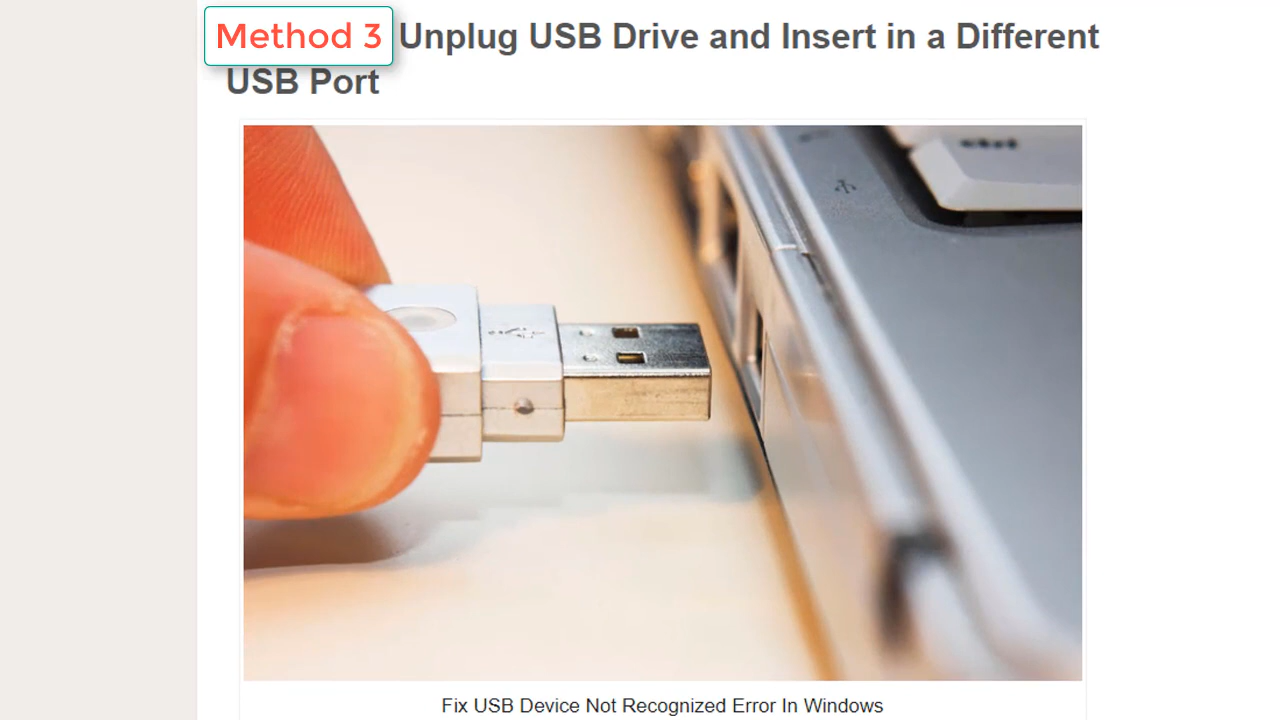 Method 3 Unplug USB Drive and Insert in a Different
USB Port
ctrl
Fix USB Device Not Recognized Error In Windows